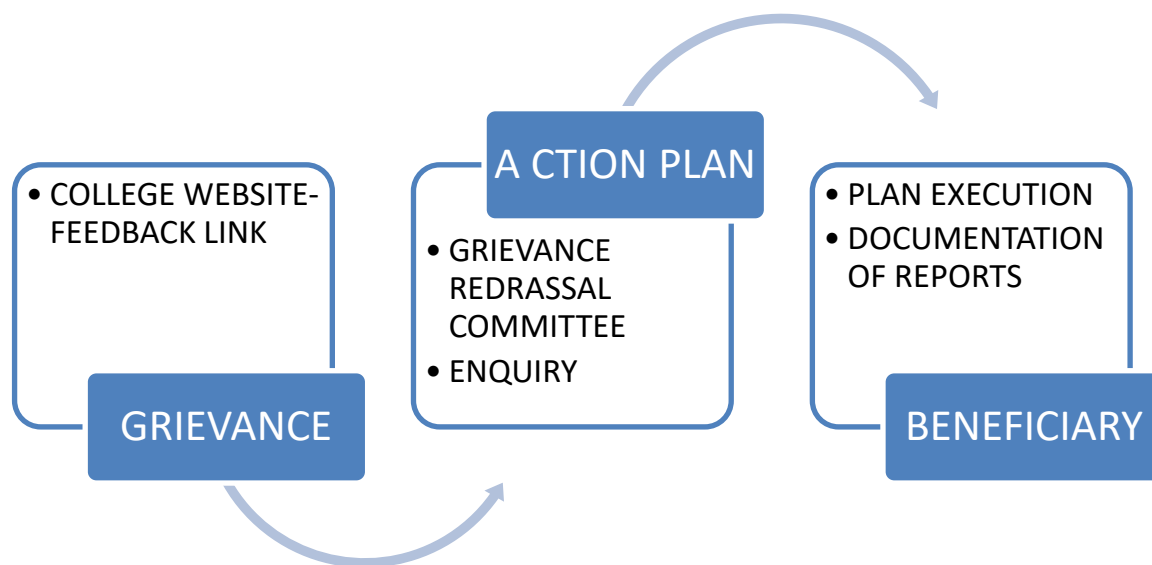 • COLLEGE WEBSITE-
FEEDBACK LINK
GRIEVANCE
A CTION PLAN
• GRIEVANCE
REDRASSAL
COMMITTEE
• ENQUIRY
• PLAN EXECUTION
• DOCUMENTATION
OF REPORTS
BENEFICIARY